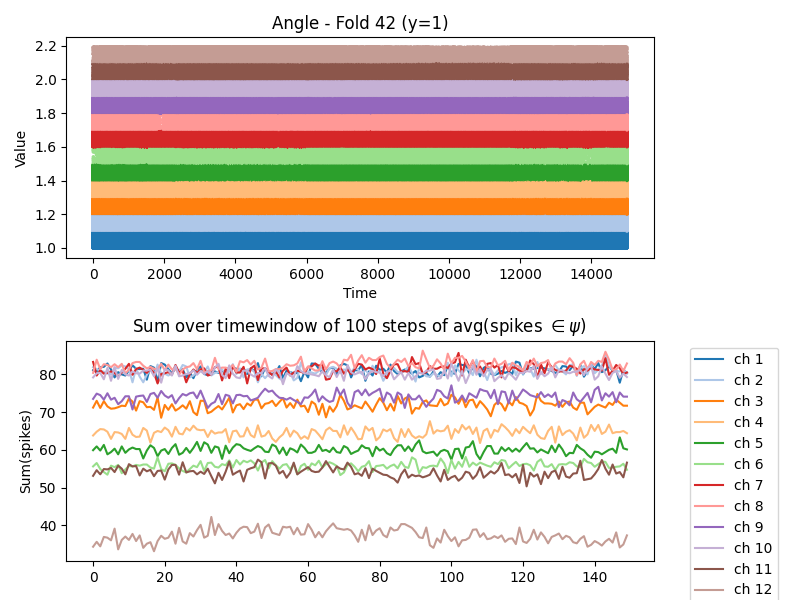 Angle - Fold 42 (y=1)
2.2
2.0
1.8
1.6
1.4
1.2
1.0
Value
0 2000 4000 6000 8000 10000 12000 14000
Time
Sum over timewindow of 100 steps of avg(spikes ∈ ψ)
80
70
60
50
40
Sum(spikes)
0 20 40 60 80 100 120 140
ch 1
ch 2
ch 3
ch 4
ch 5
ch 6
ch 7
ch 8
ch 9
ch 10
ch 11
ch 12